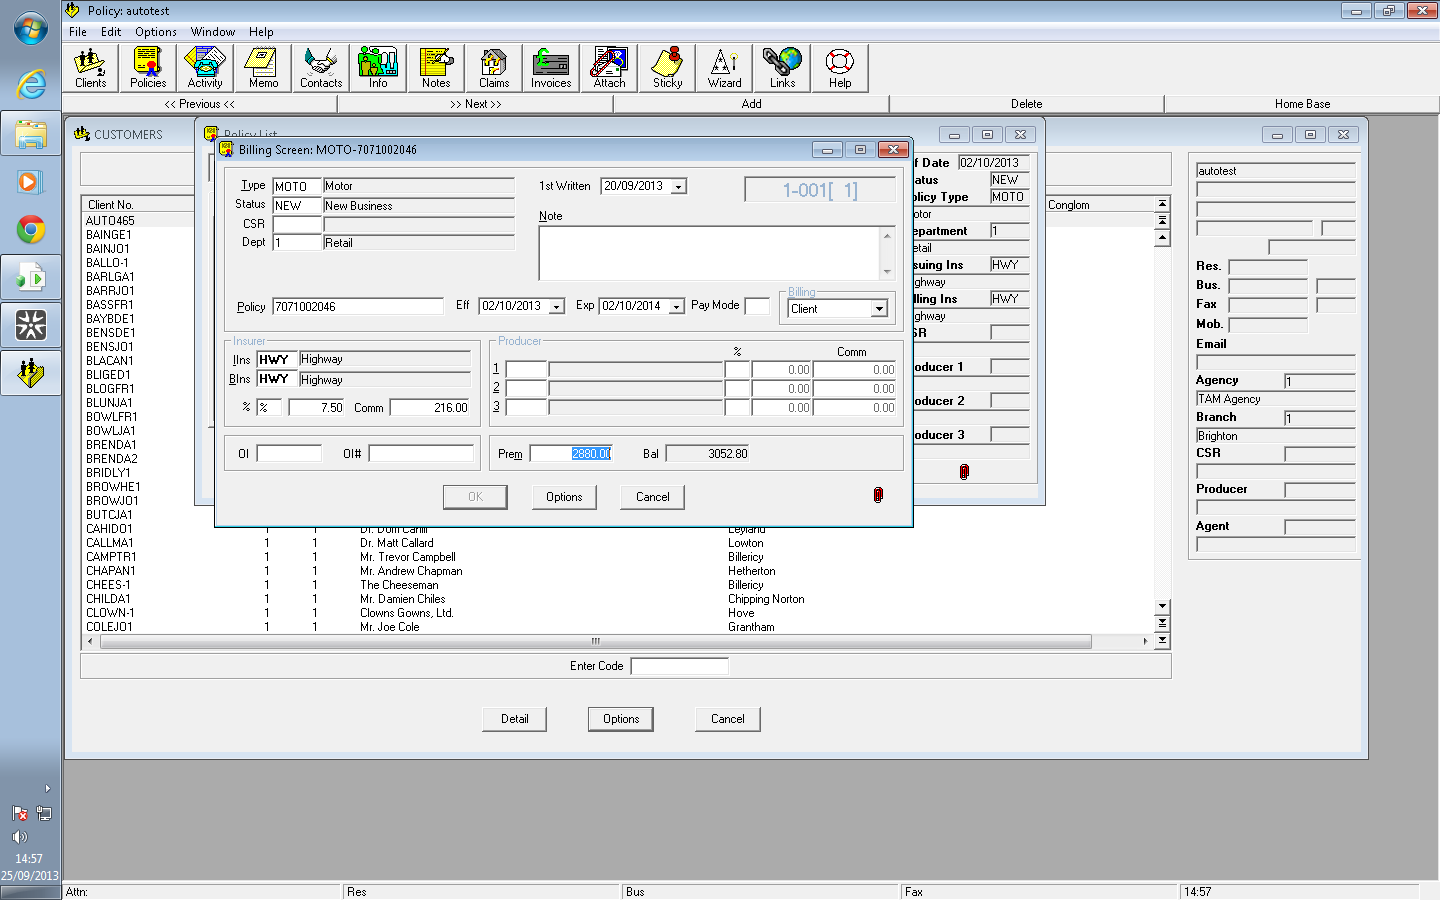 Policy: autotest
File Edit Options Window Help
Clients Policies Activity Memo Contacts Info Notes Claims Invoices Attach Sticky Wizard Links Help
<< Previous << >> Next >> Add Delete Home Base
CUSTOMERS
Policy List
Billing Screen: MOTO-7071002046
Type MOTO Motor
Status NEW New Business
CSR
Dept 1 Retail
1st Written 20/09/2013
1-001[ 1]
Note
Policy 7071002046 Eff 02/10/2013 Exp 02/10/2014 Pay Mode
Billing
Client
Insurer
IIns HWY Highway
BIns HWY Highway
% % 7.50 Comm 216.00
Producer
% Comm
1 0.00 0.00
2 0.00 0.00
3 0.00 0.00
OI OI#
Prem 2880.00 Bal 3052.80
OK Options Cancel
ff Date 02/10/2013
tatus NEW
olicy Type MOTO
otor
epartment 1
etail
suing Ins HWY
ghway
lling Ins HWY
ghway
SR
oducer 1
oducer 2
oducer 3
Client No. Conglom
AUTO465
BAINGE1
BAINJO1
BALLO-1
BARLGA1
BARRJO1
BASSFR1
BAYBDE1
BENSDE1
BENSJO1
BLACAN1
BLIGED1
BLOGFR1
BLUNJA1
BOWLFR1
BOWLJA1
BRENDA1
BRENDA2
BRIDLY1
BROWHE1
BROWJO1
BUTCJA1
CAHIDO1 1 1 Dr. Dom Cahill Leyland
CALLMA1 1 1 Dr. Matt Callard Lowton
CAMPTR1 1 1 Mr. Trevor Campbell Billericy
CHAPAN1 1 1 Mr. Andrew Chapman Hetherton
CHEES-1 1 1 The Cheeseman Billericy
CHILDA1 1 1 Mr. Damien Chiles Chipping Norton
CLOWN-1 1 1 Clowns Gowns, Ltd. Hove
COLEJO1 1 1 Mr. Joe Cole Grantham
Enter Code
Detail Options Cancel
autotest
Res.
Bus.
Fax
Mob.
Email
Agency 1
TAM Agency
Branch 1
Brighton
CSR
Producer
Agent
14:57
25/09/2013
Attn: Res Bus Fax 14:57